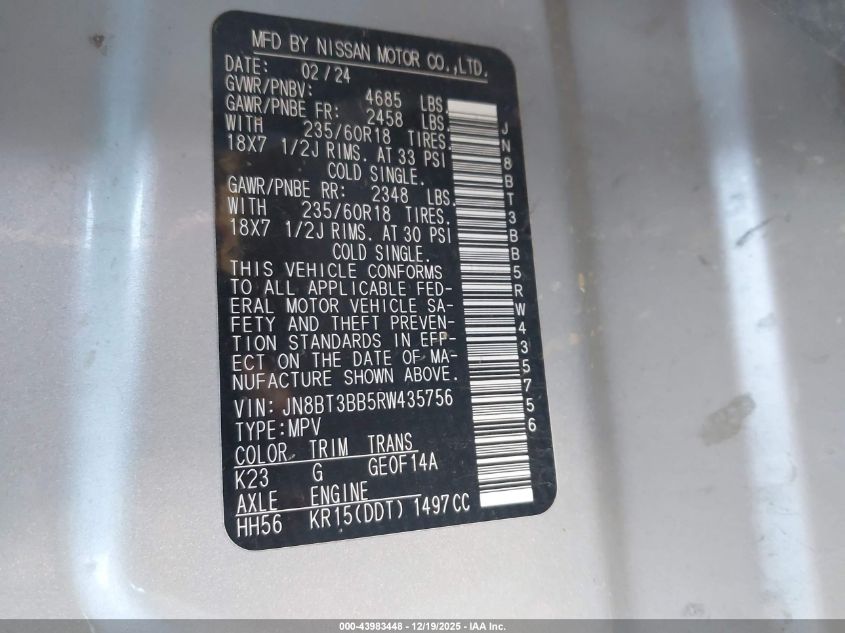 MFD BY NISSAN MOTOR CO.,LTD.
DATE: 02/24
GVWR/PNBV: 4685 LBS.
GAWR/PNBE FR: 2458 LBS.
WITH 235/60R18 TIRES.
18X7 1/2J RIMS. AT 33 PSI
COLD SINGLE.
GAWR/PNBE RR: 2348 LBS.
WITH 235/60R18 TIRES.
18X7 1/2J RIMS. AT 30 PSI
COLD SINGLE.
THIS VEHICLE CONFORMS
TO ALL APPLICABLE FED-
ERAL MOTOR VEHICLE SA-
FETY AND THEFT PREVEN-
TION STANDARDS IN EFF-
ECT ON THE DATE OF MA-
NUFACTURE SHOWN ABOVE.
VIN: JN8BT3BB5RW435756
TYPE:MPV
COLOR TRIM TRANS
K23 G GE0F14A
AXLE ENGINE
HH56 KR15(DDT) 1497CC
JN8BT3BB5RW435756
000-43983448 - 12/19/2025 - IAA Inc.